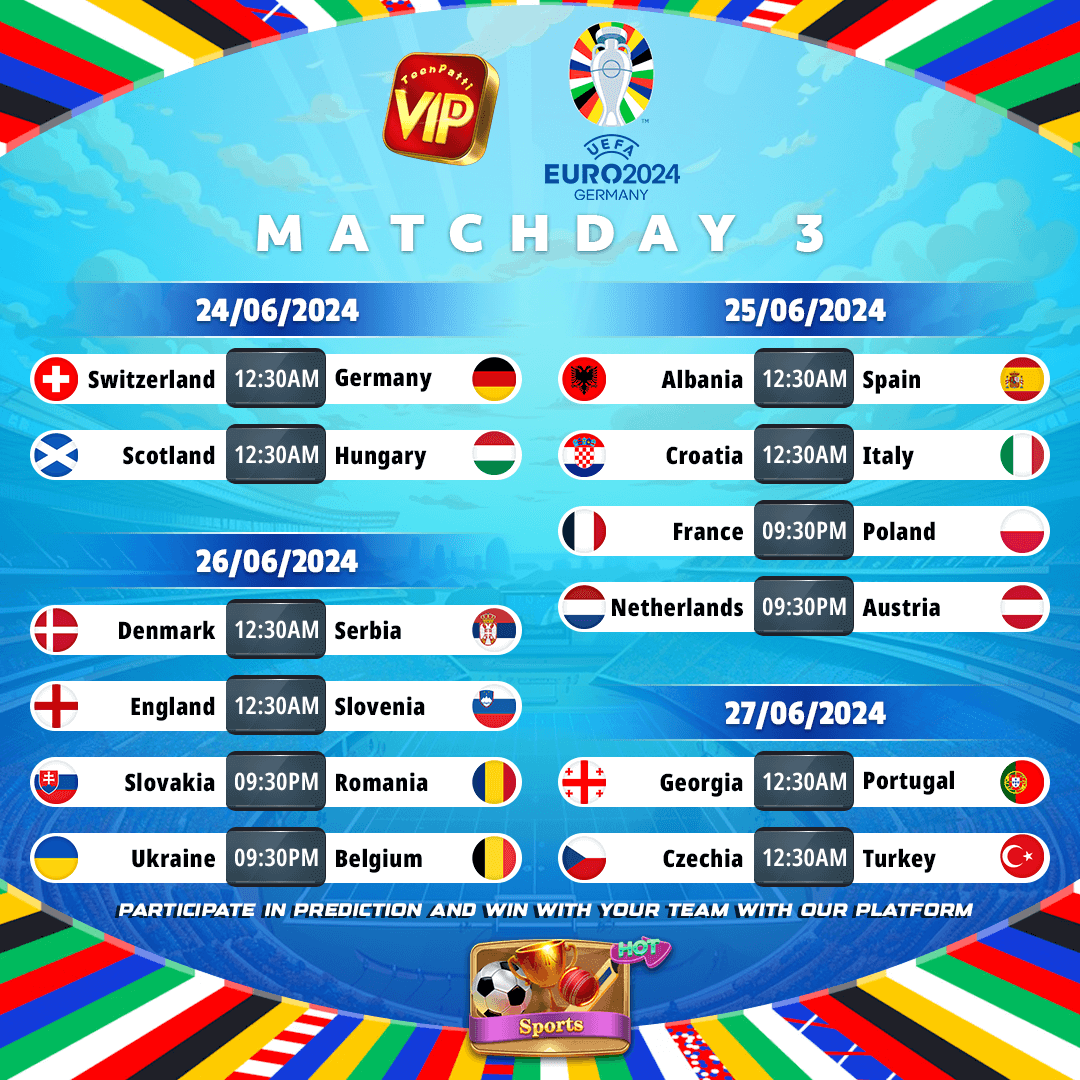 TeenPatti
VIP
UEFA
EURO2024
GERMANY
™
MATCHDAY 3
24/06/2024
Switzerland 12:30AM Germany
Scotland 12:30AM Hungary
25/06/2024
Albania 12:30AM Spain
Croatia 12:30AM Italy
France 09:30PM Poland
Netherlands 09:30PM Austria
26/06/2024
Denmark 12:30AM Serbia
England 12:30AM Slovenia
Slovakia 09:30PM Romania
Ukraine 09:30PM Belgium
27/06/2024
Georgia 12:30AM Portugal
Czechia 12:30AM Turkey
PARTICIPATE IN PREDICTION AND WIN WITH YOUR TEAM WITH OUR PLATFORM
HOT
Sports